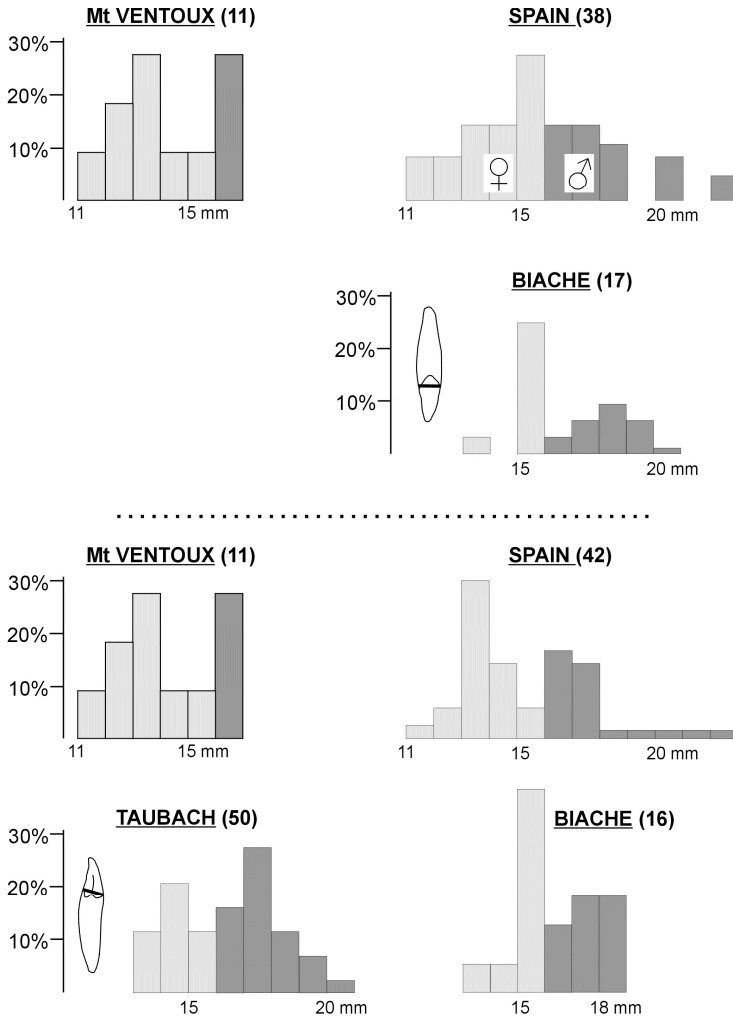 Mt VENTOUX (11)
SPAIN (38)
30%
20%
10%
11
15 mm
♀
♂
11
15
20 mm
BIACHE (17)
30%
20%
10%
15
20 mm
Mt VENTOUX (11)
SPAIN (42)
30%
20%
10%
11
15 mm
11
15
20 mm
TAUBACH (50)
BIACHE (16)
30%
20%
10%
15
20 mm
15
18 mm